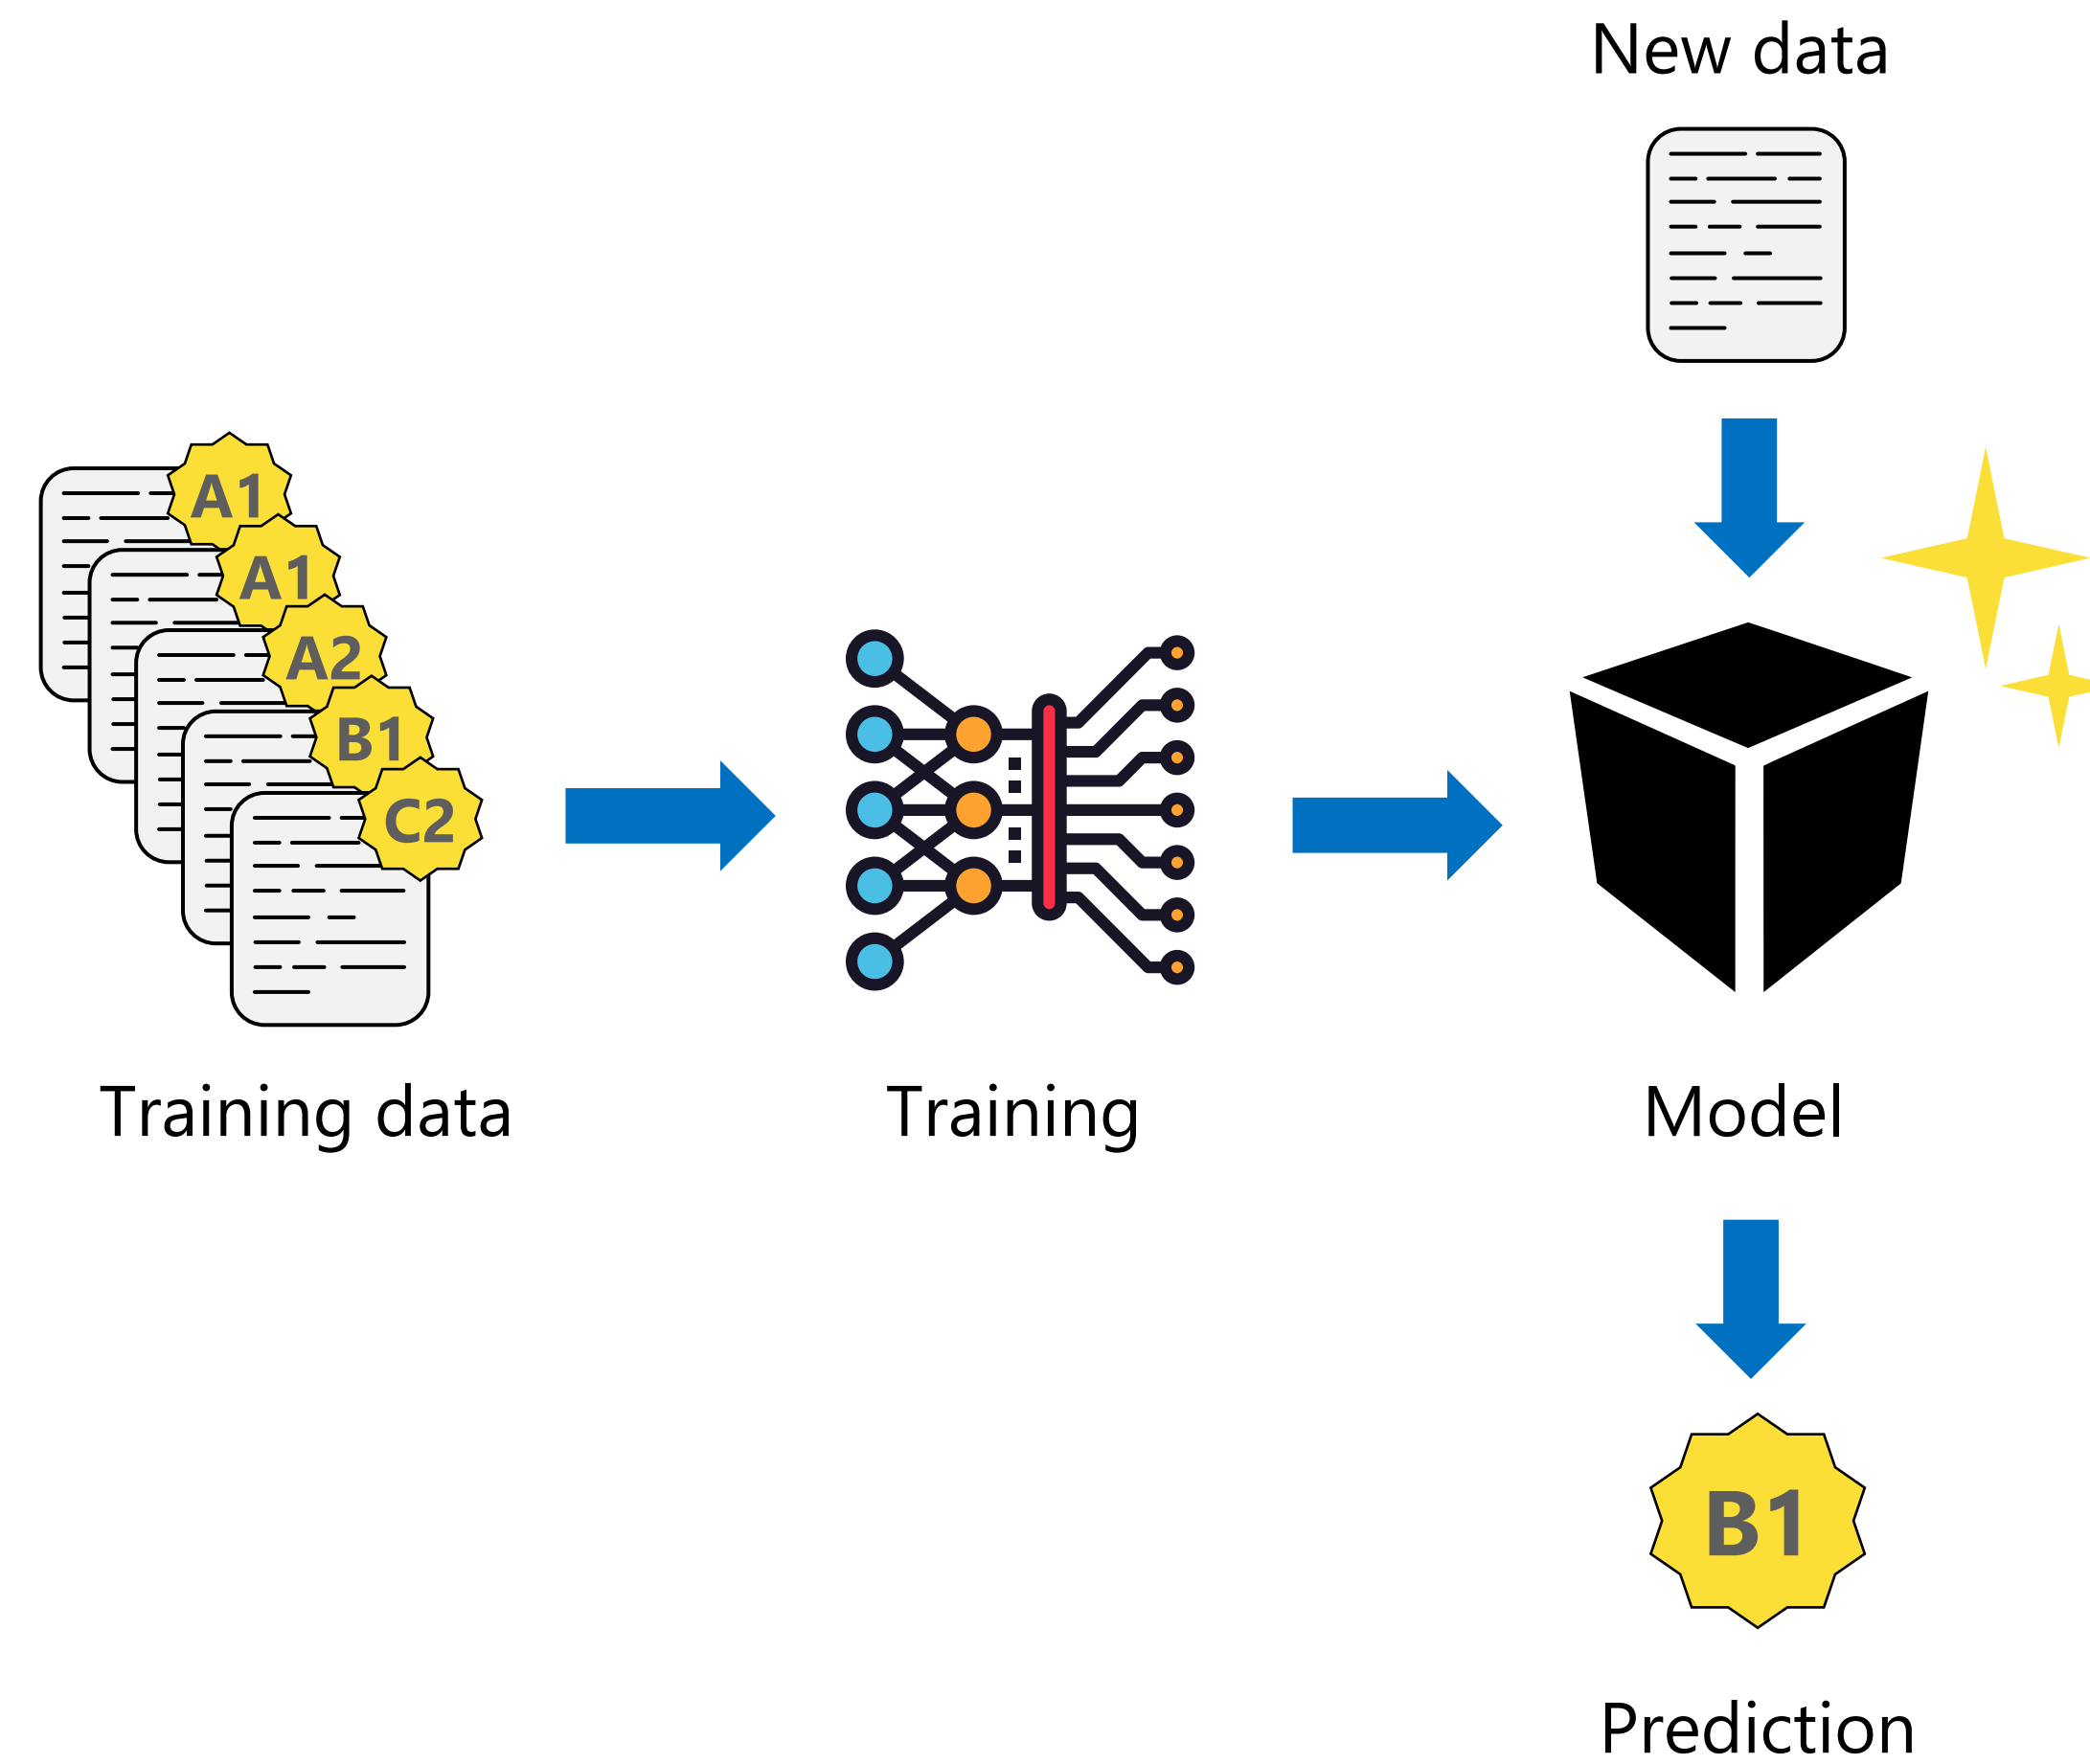 New data
A1
A1
A2
B1
C2
Training data
Training
Model
B1
Prediction